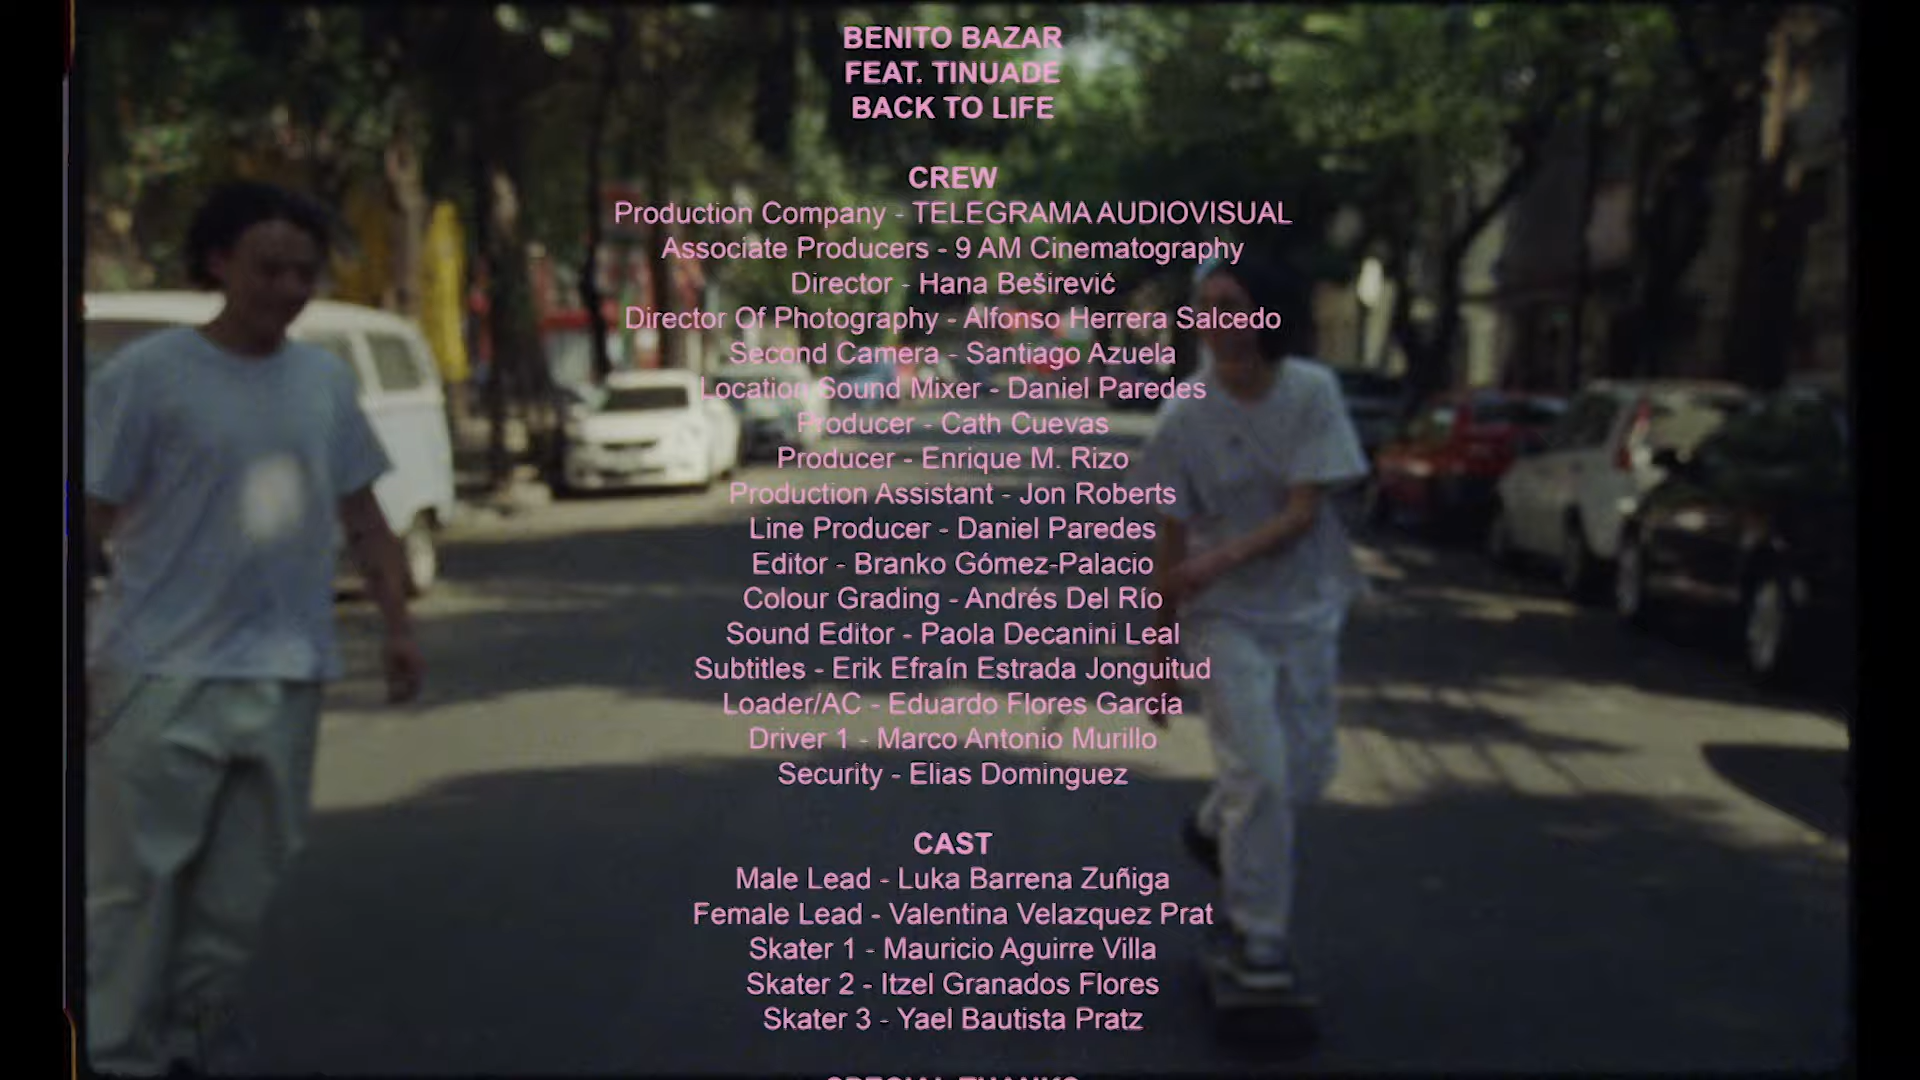 BENITO BAZAR
FEAT. TINUADE
BACK TO LIFE
CREW
Production Company - TELEGRAMA AUDIOVISUAL
Associate Producers - 9 AM Cinematography
Director - Hana Beširević
Director Of Photography - Alfonso Herrera Salcedo
Second Camera - Santiago Azuela
Location Sound Mixer - Daniel Paredes
Producer - Cath Cuevas
Producer - Enrique M. Rizo
Production Assistant - Jon Roberts
Line Producer - Daniel Paredes
Editor - Branko Gómez-Palacio
Colour Grading - Andrés Del Río
Sound Editor - Paola Decanini Leal
Subtitles - Erik Efraín Estrada Jonguitud
Loader/AC - Eduardo Flores García
Driver 1 - Marco Antonio Murillo
Security - Elias Dominguez
CAST
Male Lead - Luka Barrena Zuñiga
Female Lead - Valentina Velazquez Prat
Skater 1 - Mauricio Aguirre Villa
Skater 2 - Itzel Granados Flores
Skater 3 - Yael Bautista Pratz
SPECIAL THANKS